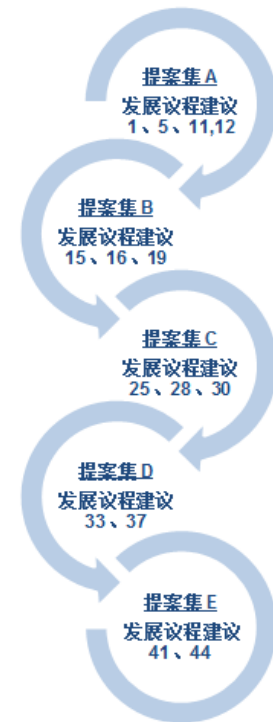 提案集 A
发展议程建议
1、5、11,12
提案集 B
发展议程建议
15、16、19
提案集 C
发展议程建议
25、28、30
提案集 D
发展议程建议
33、37
提案集 E
发展议程建议
41、44